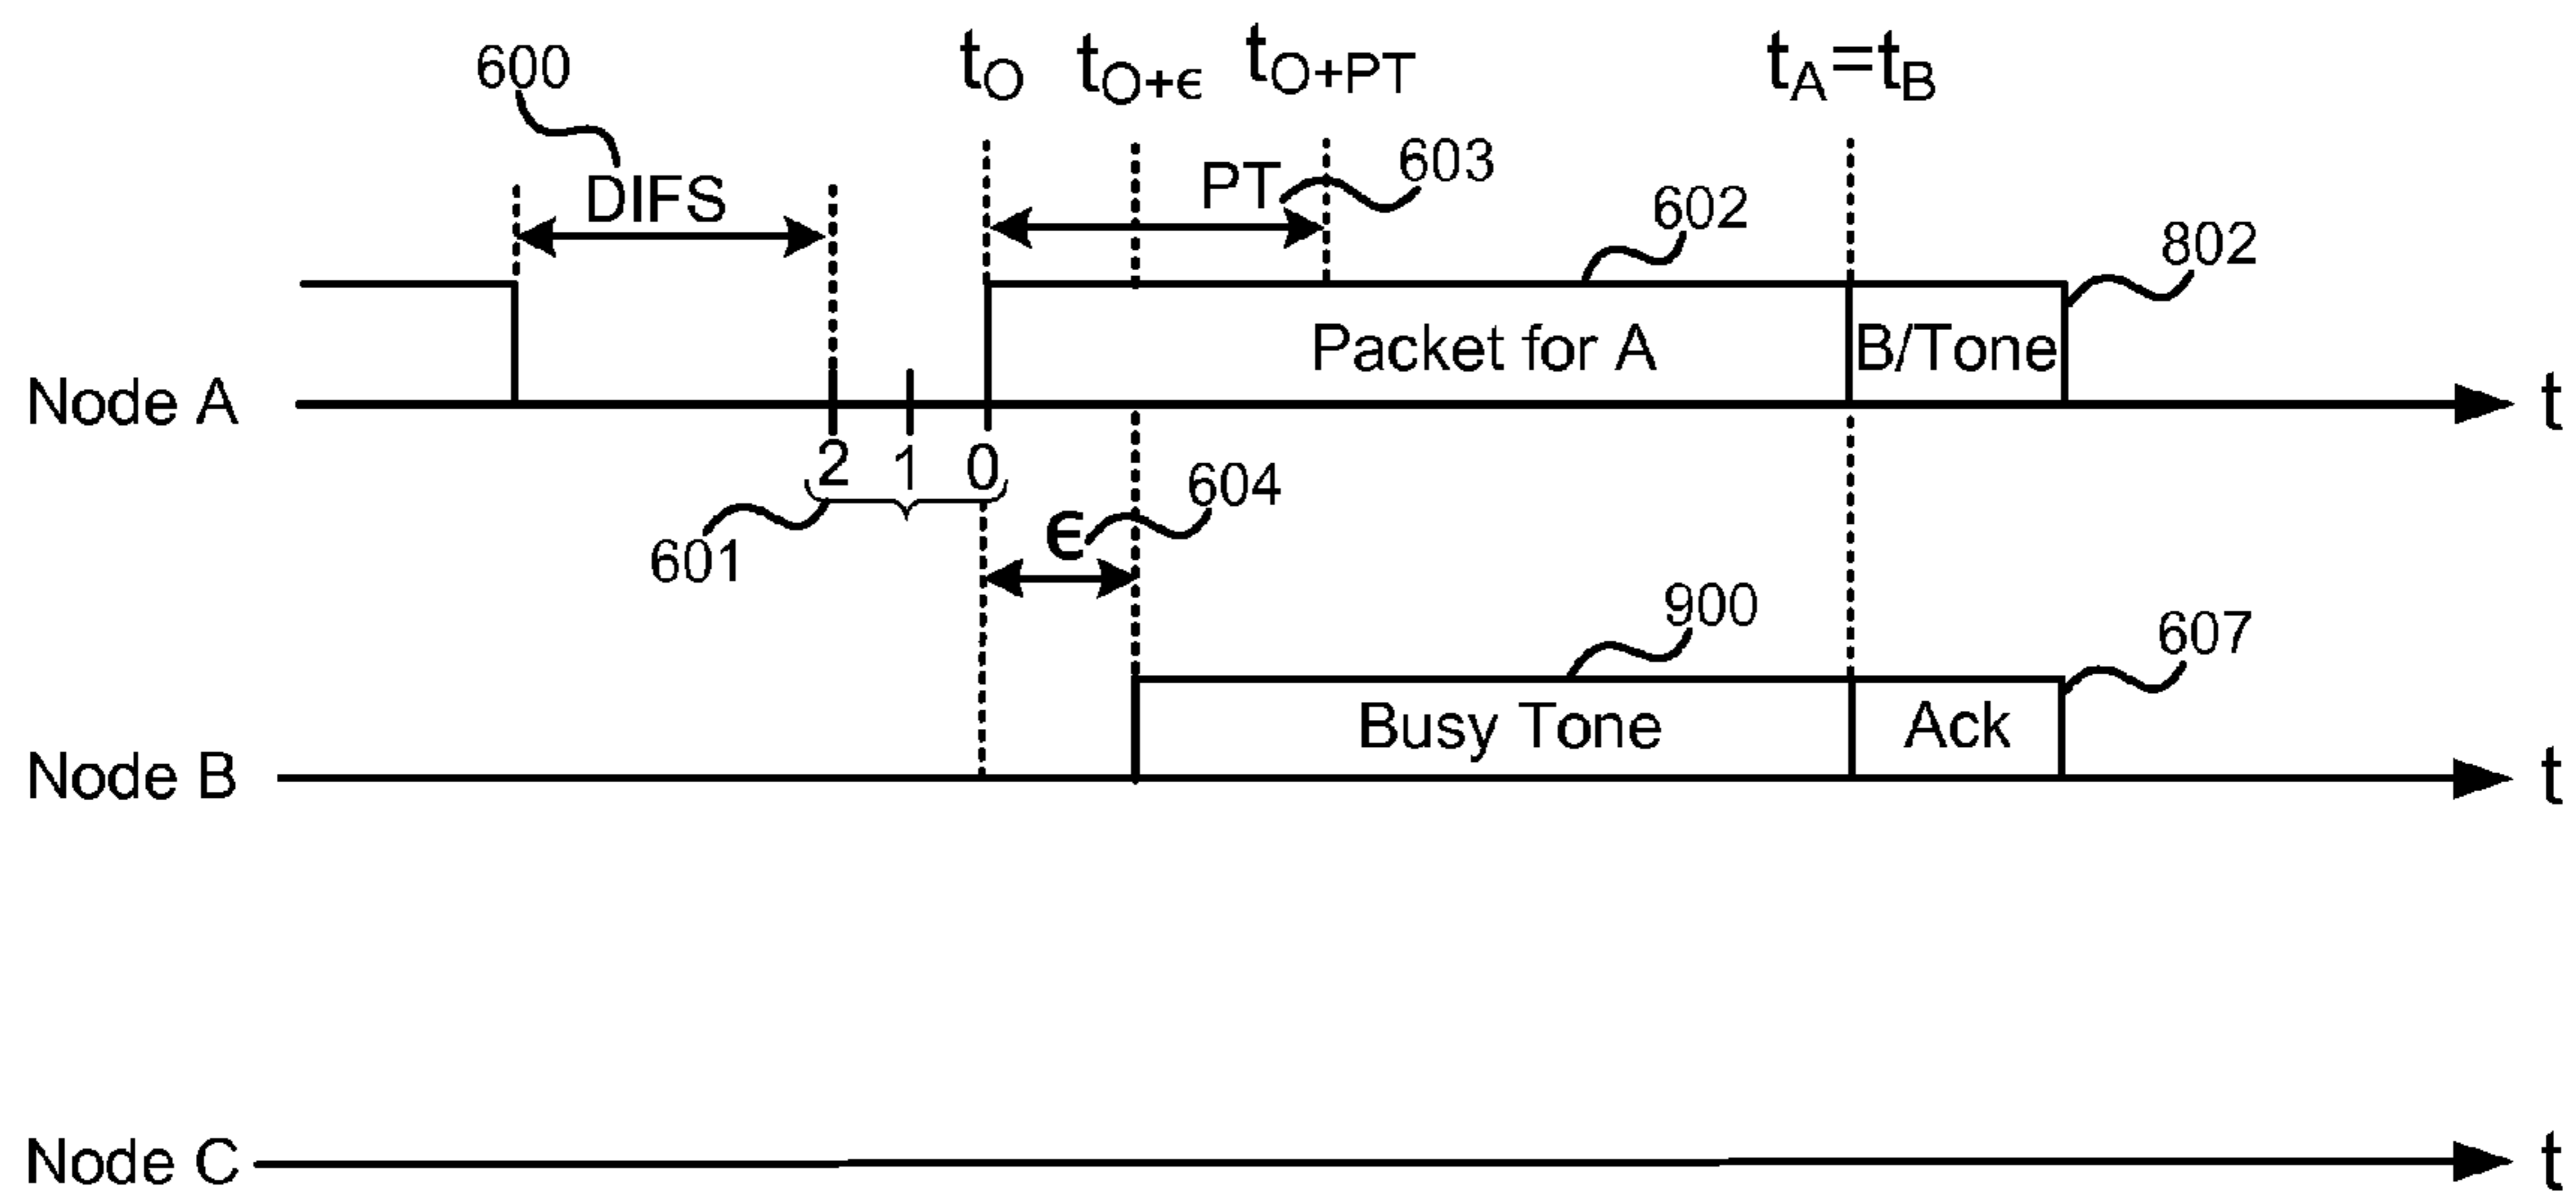 600
tO
tO+ϵ
tO+PT
tA=tB
DIFS
PT
603
602
802
Packet for A
B/Tone
Node A
t
2 1 0
604
601
ϵ
900
607
Busy Tone
Ack
Node B
t
Node C
t